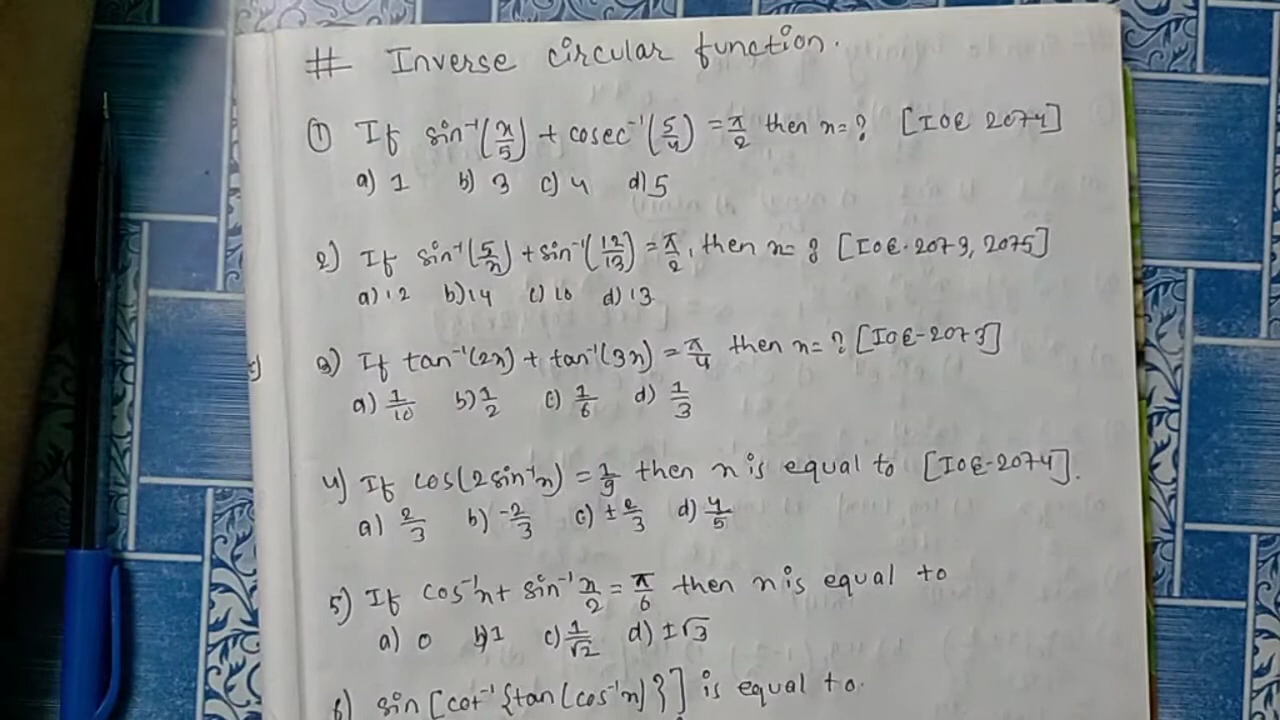 # Inverse circular function.
① If sin⁻¹(x/5) + cosec⁻¹(5/4) = π/2 then x=? [IOE 2074]
a) 1 b) 3 c) 4 d) 5
2) If sin⁻¹(5/x) + sin⁻¹(12/13) = π/2, then x= ? [IOE-2073, 2075]
a) 12 b) 14 c) 10 d) 13
3) If tan⁻¹(2x) + tan⁻¹(3x) = π/4 then x=? [IOE-2073]
a) 1/10 b) 1/2 c) 1/6 d) 1/3
4) If cos(2sin⁻¹x) = 1/9 then x is equal to [IOE-2074].
a) 2/3 b) -2/3 c) ±2/3 d) 4/5
5) If cos⁻¹x + sin⁻¹ x/2 = π/6 then x is equal to
a) 0 b) 1 c) 1/√2 d) ±√3
6) sin[cot⁻¹{tan(cos⁻¹x)}] is equal to.